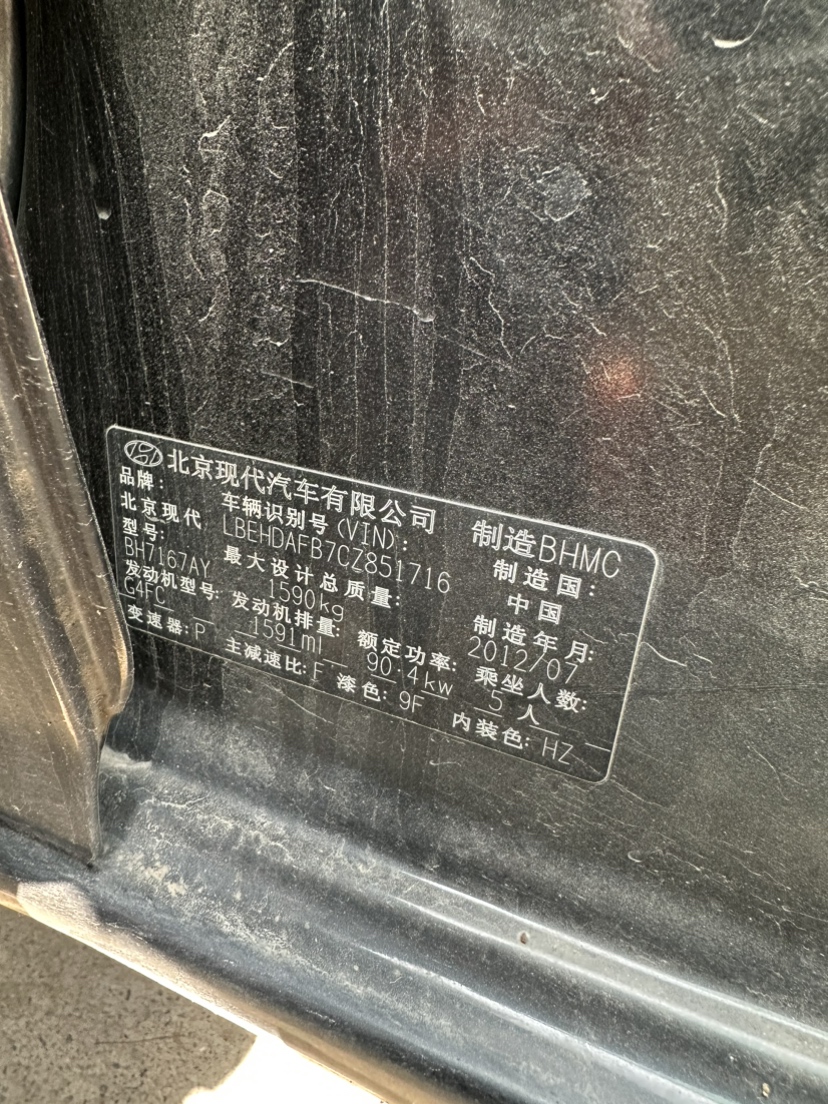 北京现代汽车有限公司 制造BHMC
品牌: 车辆识别号(VIN): 制造国:
北京现代 LBEHDAFB7CZ851716 中国
型号: 最大设计总质量: 制造年月:
BH7167AY 1590kg 2012/07
发动机型号: 发动机排量: 额定功率: 乘坐人数:
G4FC 1591ml 90.4kw 5人
变速器: P 主减速比: F 漆色: 9F 内装色: HZ